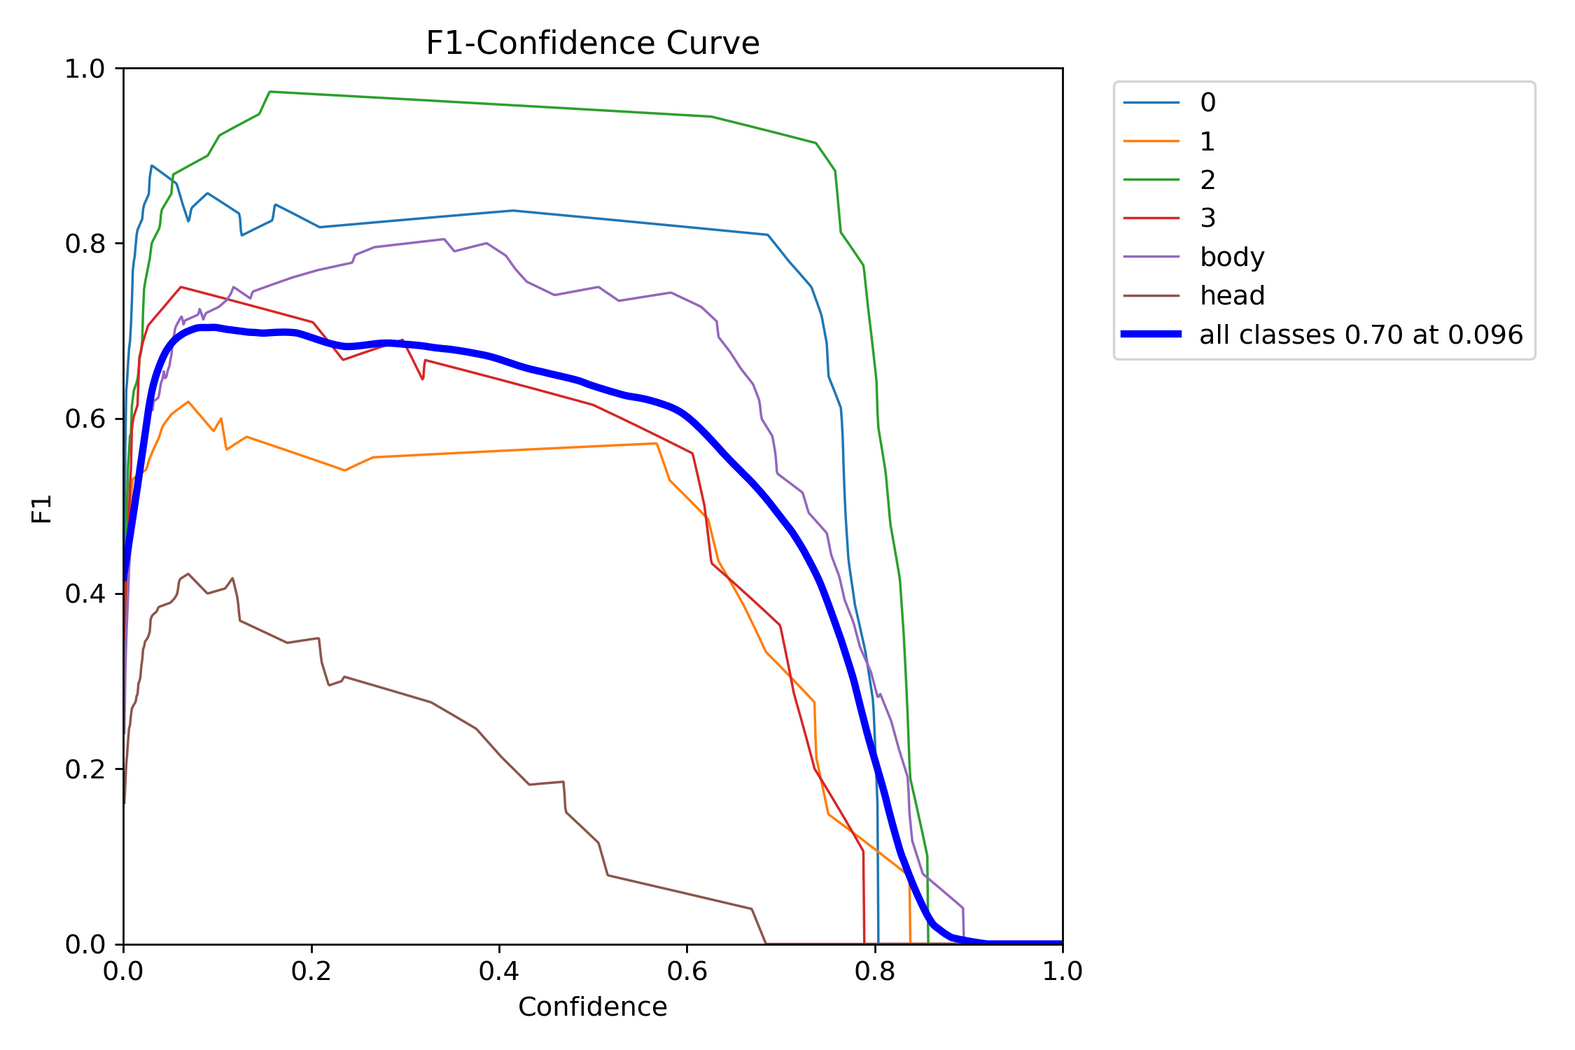 F1-Confidence Curve
1.0
0.8
0.6
0.4
0.2
0.0
F1
0.0 0.2 0.4 0.6 0.8 1.0
Confidence
0
1
2
3
body
head
all classes 0.70 at 0.096